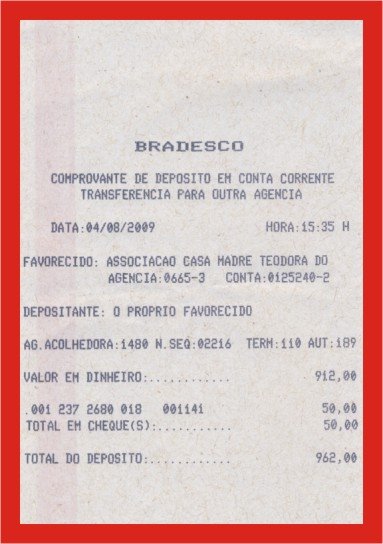 BRADESCO
COMPROVANTE DE DEPOSITO EM CONTA CORRENTE
TRANSFERENCIA PARA OUTRA AGENCIA
DATA:04/08/2009 HORA:15:35 H
FAVORECIDO: ASSOCIACAO CASA MADRE TEODORA DO
AGENCIA:0665-3 CONTA:0125240-2
DEPOSITANTE: O PROPRIO FAVORECIDO
AG.ACOLHEDORA:1480 N.SEQ:02216 TERM:110 AUT:189
VALOR EM DINHEIRO:............ 912,00
.001 237 2680 018 001141 50,00
TOTAL EM CHEQUE(S):........... 50,00
TOTAL DO DEPOSITO:............ 962,00